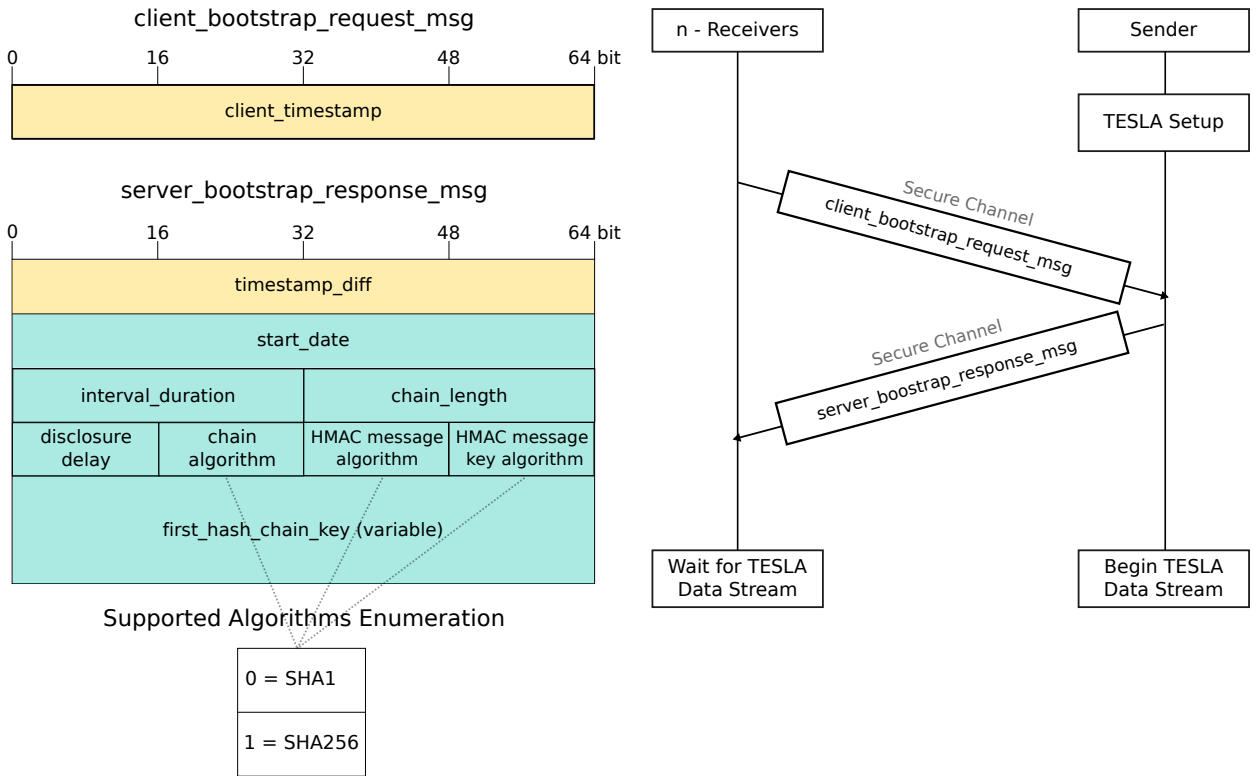 client_bootstrap_request_msg
0 16 32 48 64 bit
client_timestamp
server_bootstrap_response_msg
0 16 32 48 64 bit
timestamp_diff
start_date
interval_duration
chain_length
disclosure
delay
chain
algorithm
HMAC message
algorithm
HMAC message
key algorithm
first_hash_chain_key (variable)
Supported Algorithms Enumeration
0 = SHA1
1 = SHA256
n - Receivers
Sender
TESLA Setup
Secure Channel
client_bootstrap_request_msg
Secure Channel
server_boostrap_response_msg
Wait for TESLA
Data Stream
Begin TESLA
Data Stream